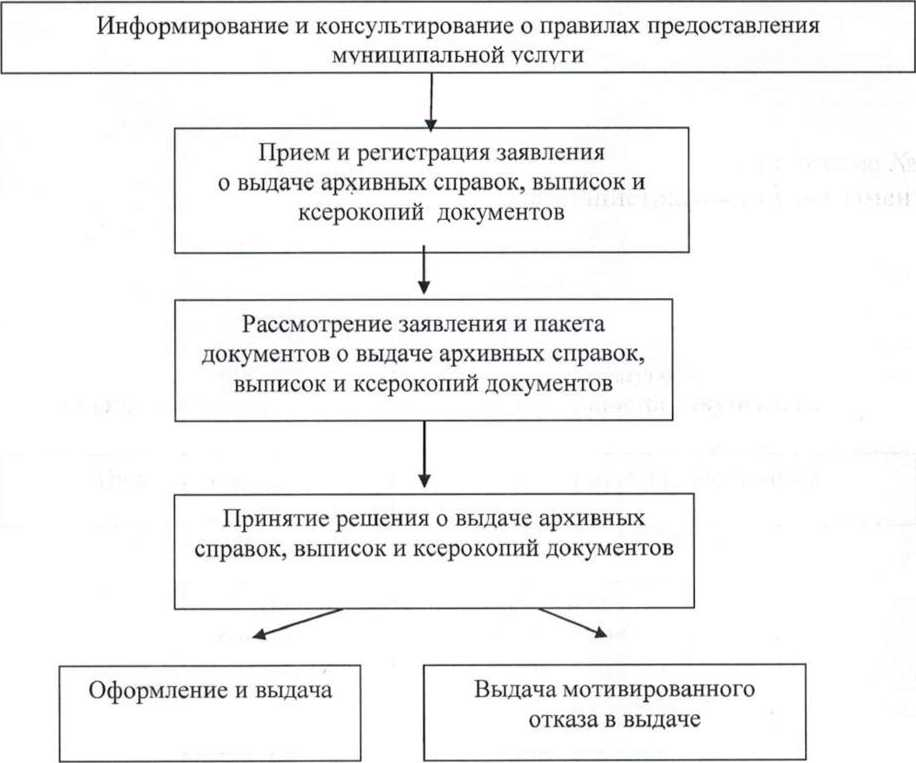 Информирование и консультирование о правилах предоставления
муниципальной услуги
Прием и регистрация заявления
о выдаче архивных справок, выписок и
ксерокопий документов
Рассмотрение заявления и пакета
документов о выдаче архивных справок,
выписок и ксерокопий документов
Принятие решения о выдаче архивных
справок, выписок и ксерокопий документов
Оформление и выдача
Выдача мотивированного
отказа в выдаче